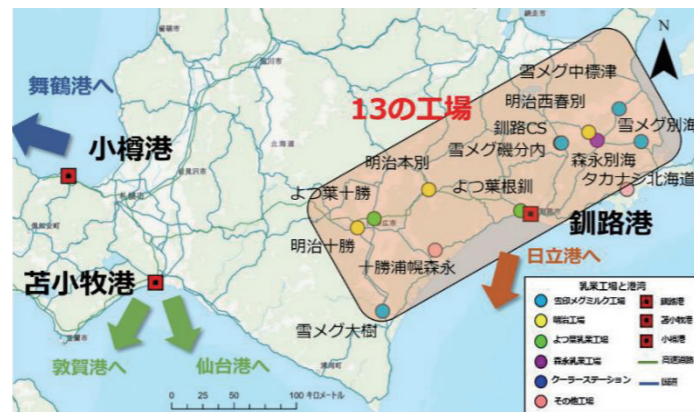 舞鶴港へ
小樽港
13の工場
雪メグ中標津
明治西春別
釧路CS
雪メグ磯分内
雪メグ別海
森永別海
タカナシ北海道
明治本別
よつ葉十勝
よつ葉根釧
明治十勝
十勝浦幌森永
釧路港
日立港へ
苫小牧港
敦賀港へ
仙台港へ
雪メグ大樹
N
北海道
札幌市
0 25 50 100 キロメートル
乳業工場と港湾
雪印メグミルク工場
明治工場
よつ葉乳業工場
森永乳業工場
クーラーステーション
その他工場
釧路港
苫小牧港
小樽港
高速道路
国道